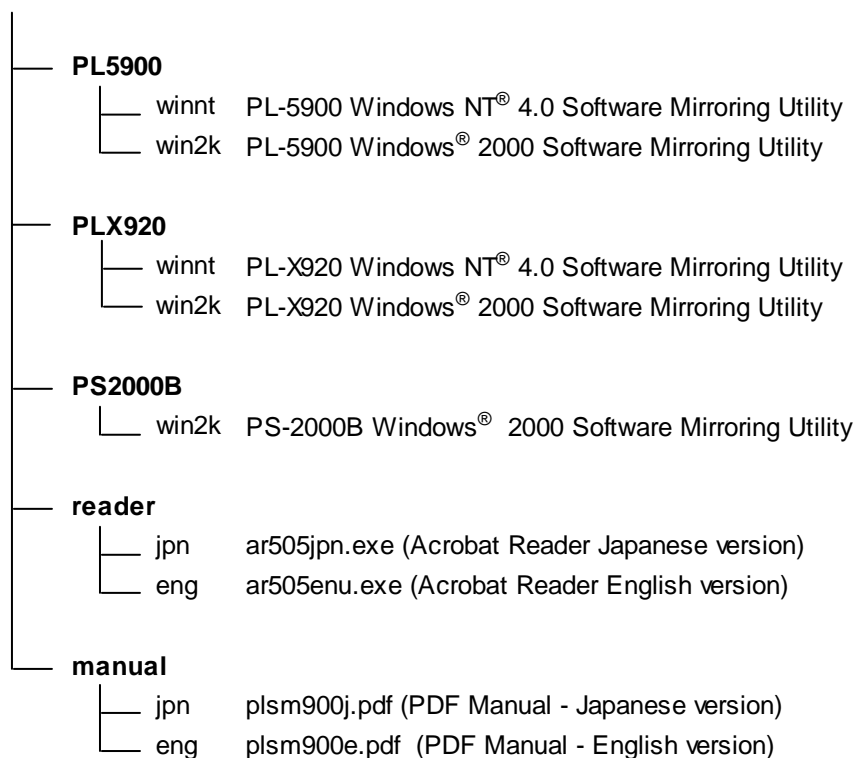 PL5900
winnt PL-5900 Windows NT® 4.0 Software Mirroring Utility
win2k PL-5900 Windows® 2000 Software Mirroring Utility
PLX920
winnt PL-X920 Windows NT® 4.0 Software Mirroring Utility
win2k PL-X920 Windows® 2000 Software Mirroring Utility
PS2000B
win2k PS-2000B Windows® 2000 Software Mirroring Utility
reader
jpn ar505jpn.exe (Acrobat Reader Japanese version)
eng ar505enu.exe (Acrobat Reader English version)
manual
jpn plsm900j.pdf (PDF Manual - Japanese version)
eng plsm900e.pdf (PDF Manual - English version)